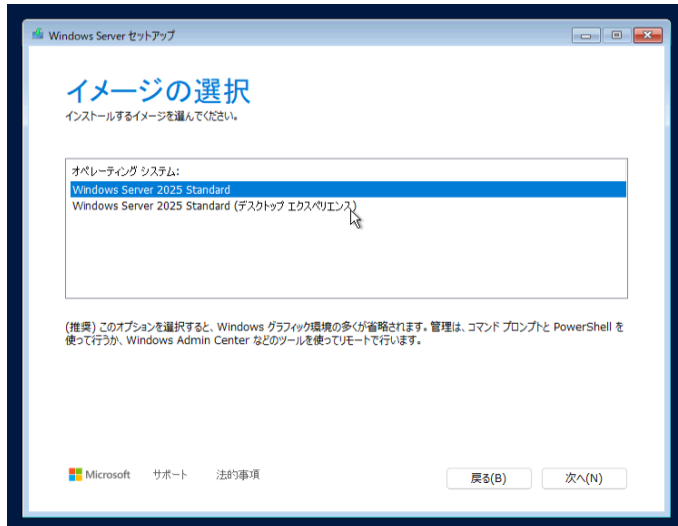 Windows Server セットアップ
イメージの選択
インストールするイメージを選んでください。
オペレーティング システム:
Windows Server 2025 Standard
Windows Server 2025 Standard (デスクトップ エクスペリエンス)
(推奨) このオプションを選択すると、Windows グラフィック環境の多くが省略されます。管理は、コマンド プロンプトと PowerShell を
使って行うか、Windows Admin Center などのツールを使ってリモートで行います。
Microsoft サポート 法的事項
戻る(B) 次へ(N)